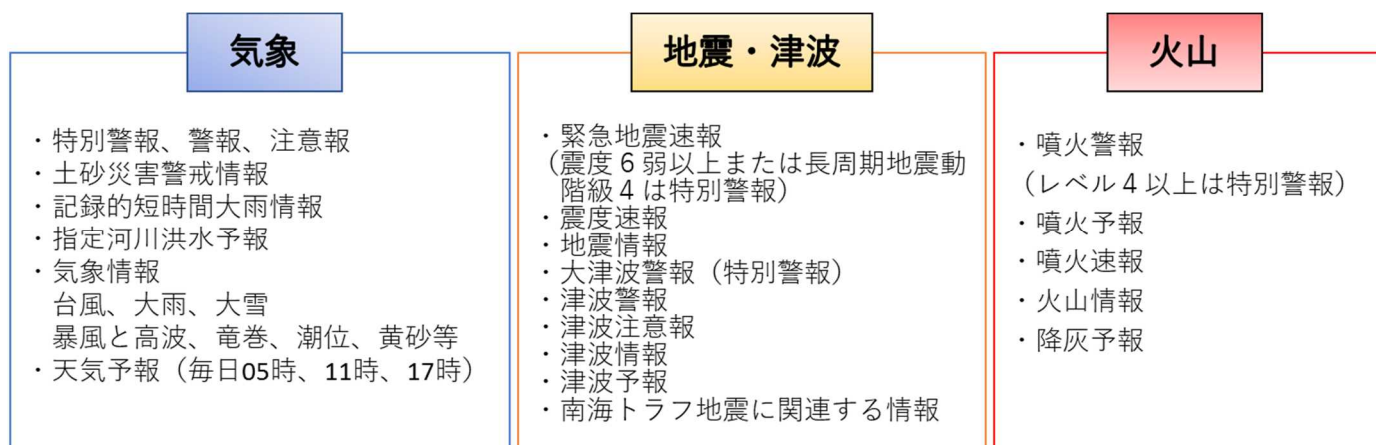 気象
・特別警報、警報、注意報
・土砂災害警戒情報
・記録的短時間大雨情報
・指定河川洪水予報
・気象情報
台風、大雨、大雪
暴風と高波、竜巻、潮位、黄砂等
・天気予報（毎日05時、11時、17時）
地震・津波
・緊急地震速報
（震度６弱以上または長周期地震動
階級４は特別警報）
・震度速報
・地震情報
・大津波警報（特別警報）
・津波警報
・津波注意報
・津波情報
・津波予報
・南海トラフ地震に関連する情報
火山
・噴火警報
（レベル４以上は特別警報）
・噴火予報
・噴火速報
・火山情報
・降灰予報